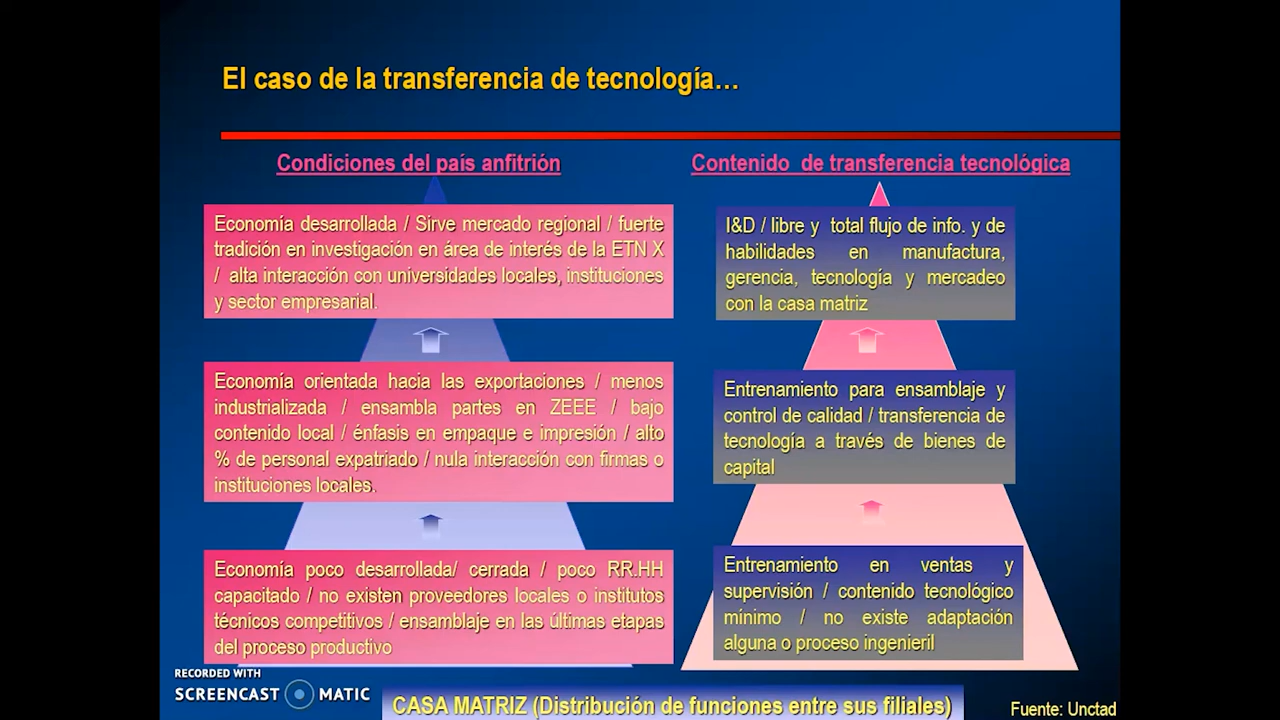 El caso de la transferencia de tecnología…
Condiciones del país anfitrión
Economía desarrollada / Sirve mercado regional / fuerte
tradición en investigación en área de interés de la ETN X
/ alta interacción con universidades locales, instituciones
y sector empresarial.
Economía orientada hacia las exportaciones / menos
industrializada / ensambla partes en ZEEE / bajo
contenido local / énfasis en empaque e impresión / alto
% de personal expatriado / nula interacción con firmas o
instituciones locales.
Economía poco desarrollada/ cerrada / poco RR.HH
capacitado / no existen proveedores locales o institutos
técnicos competitivos / ensamblaje en las últimas etapas
del proceso productivo
Contenido de transferencia tecnológica
I&D / libre y total flujo de info. y de
habilidades en manufactura,
gerencia, tecnología y mercadeo
con la casa matriz
Entrenamiento para ensamblaje y
control de calidad / transferencia de
tecnología a través de bienes de
capital
Entrenamiento en ventas y
supervisión / contenido tecnológico
mínimo / no existe adaptación
alguna o proceso ingenieril
RECORDED WITH
SCREENCAST MATIC
CASA MATRIZ (Distribución de funciones entre sus filiales)
Fuente: Unctad